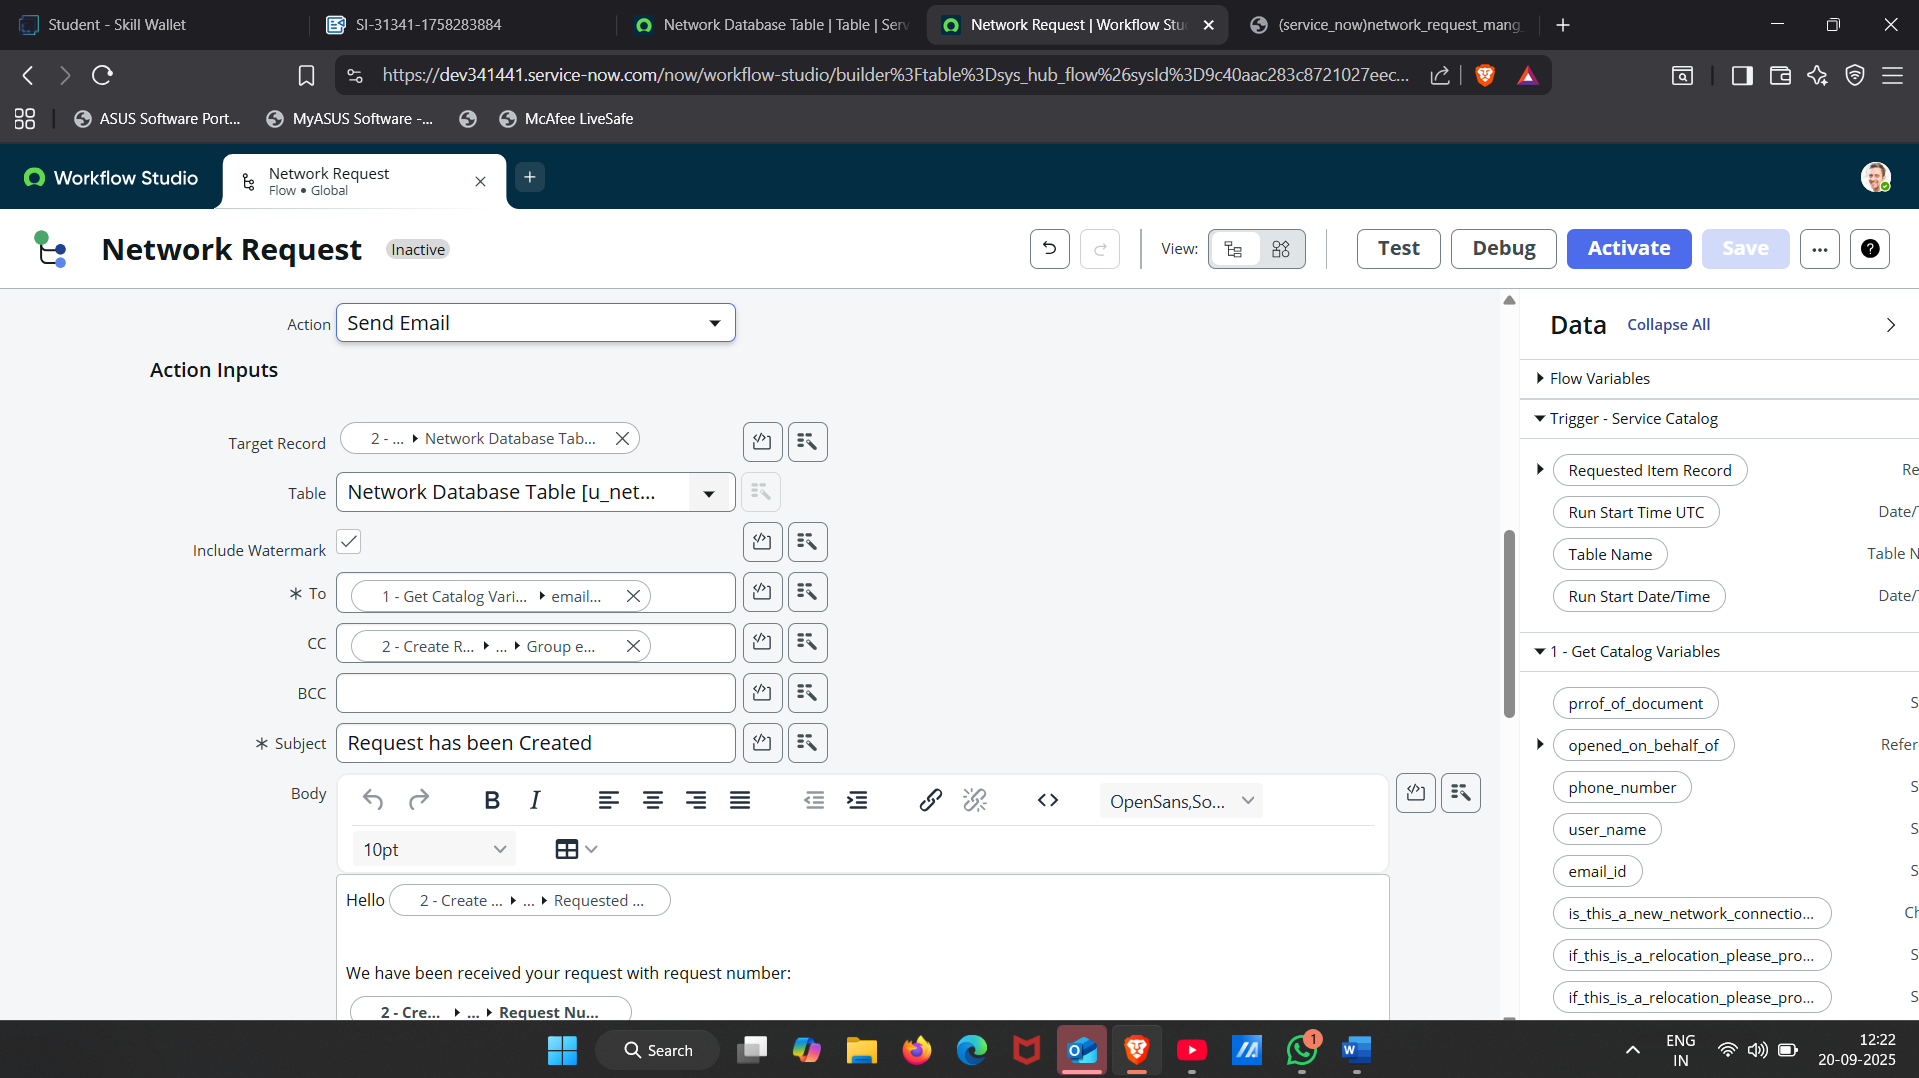 Student - Skill Wallet
SI-31341-1758283884
Network Database Table | Table | Serv
Network Request | Workflow Stu
(service_now)network_request_mang
https://dev341441.service-now.com/now/workflow-studio/builder%3Ftable%3Dsys_hub_flow%26sysId%3D9c40aac283c8721027eec...
ASUS Software Port...
MyASUS Software -...
McAfee LiveSafe
Workflow Studio
Network Request
Flow • Global
Network Request
Inactive
View:
Test
Debug
Activate
Save
Action
Send Email
Action Inputs
Target Record
2 - ... Network Database Tab...
Table
Network Database Table [u_net...
Include Watermark
* To
1 - Get Catalog Vari... email...
CC
2 - Create R... ... Group e...
BCC
* Subject
Request has been Created
Body
B I
OpenSans,So...
10pt
Hello 2 - Create ... ... Requested ...
We have been received your request with request number:
2 - Cre... ... Request Nu...
Data
Collapse All
Flow Variables
Trigger - Service Catalog
Requested Item Record Re
Run Start Time UTC Date/
Table Name Table N
Run Start Date/Time Date/
1 - Get Catalog Variables
prrof_of_document S
opened_on_behalf_of Refer
phone_number S
user_name S
email_id S
is_this_a_new_network_connectio... Ch
if_this_is_a_relocation_please_pro... S
if_this_is_a_relocation_please_pro... S
Search
1
ENG
IN
12:22
20-09-2025